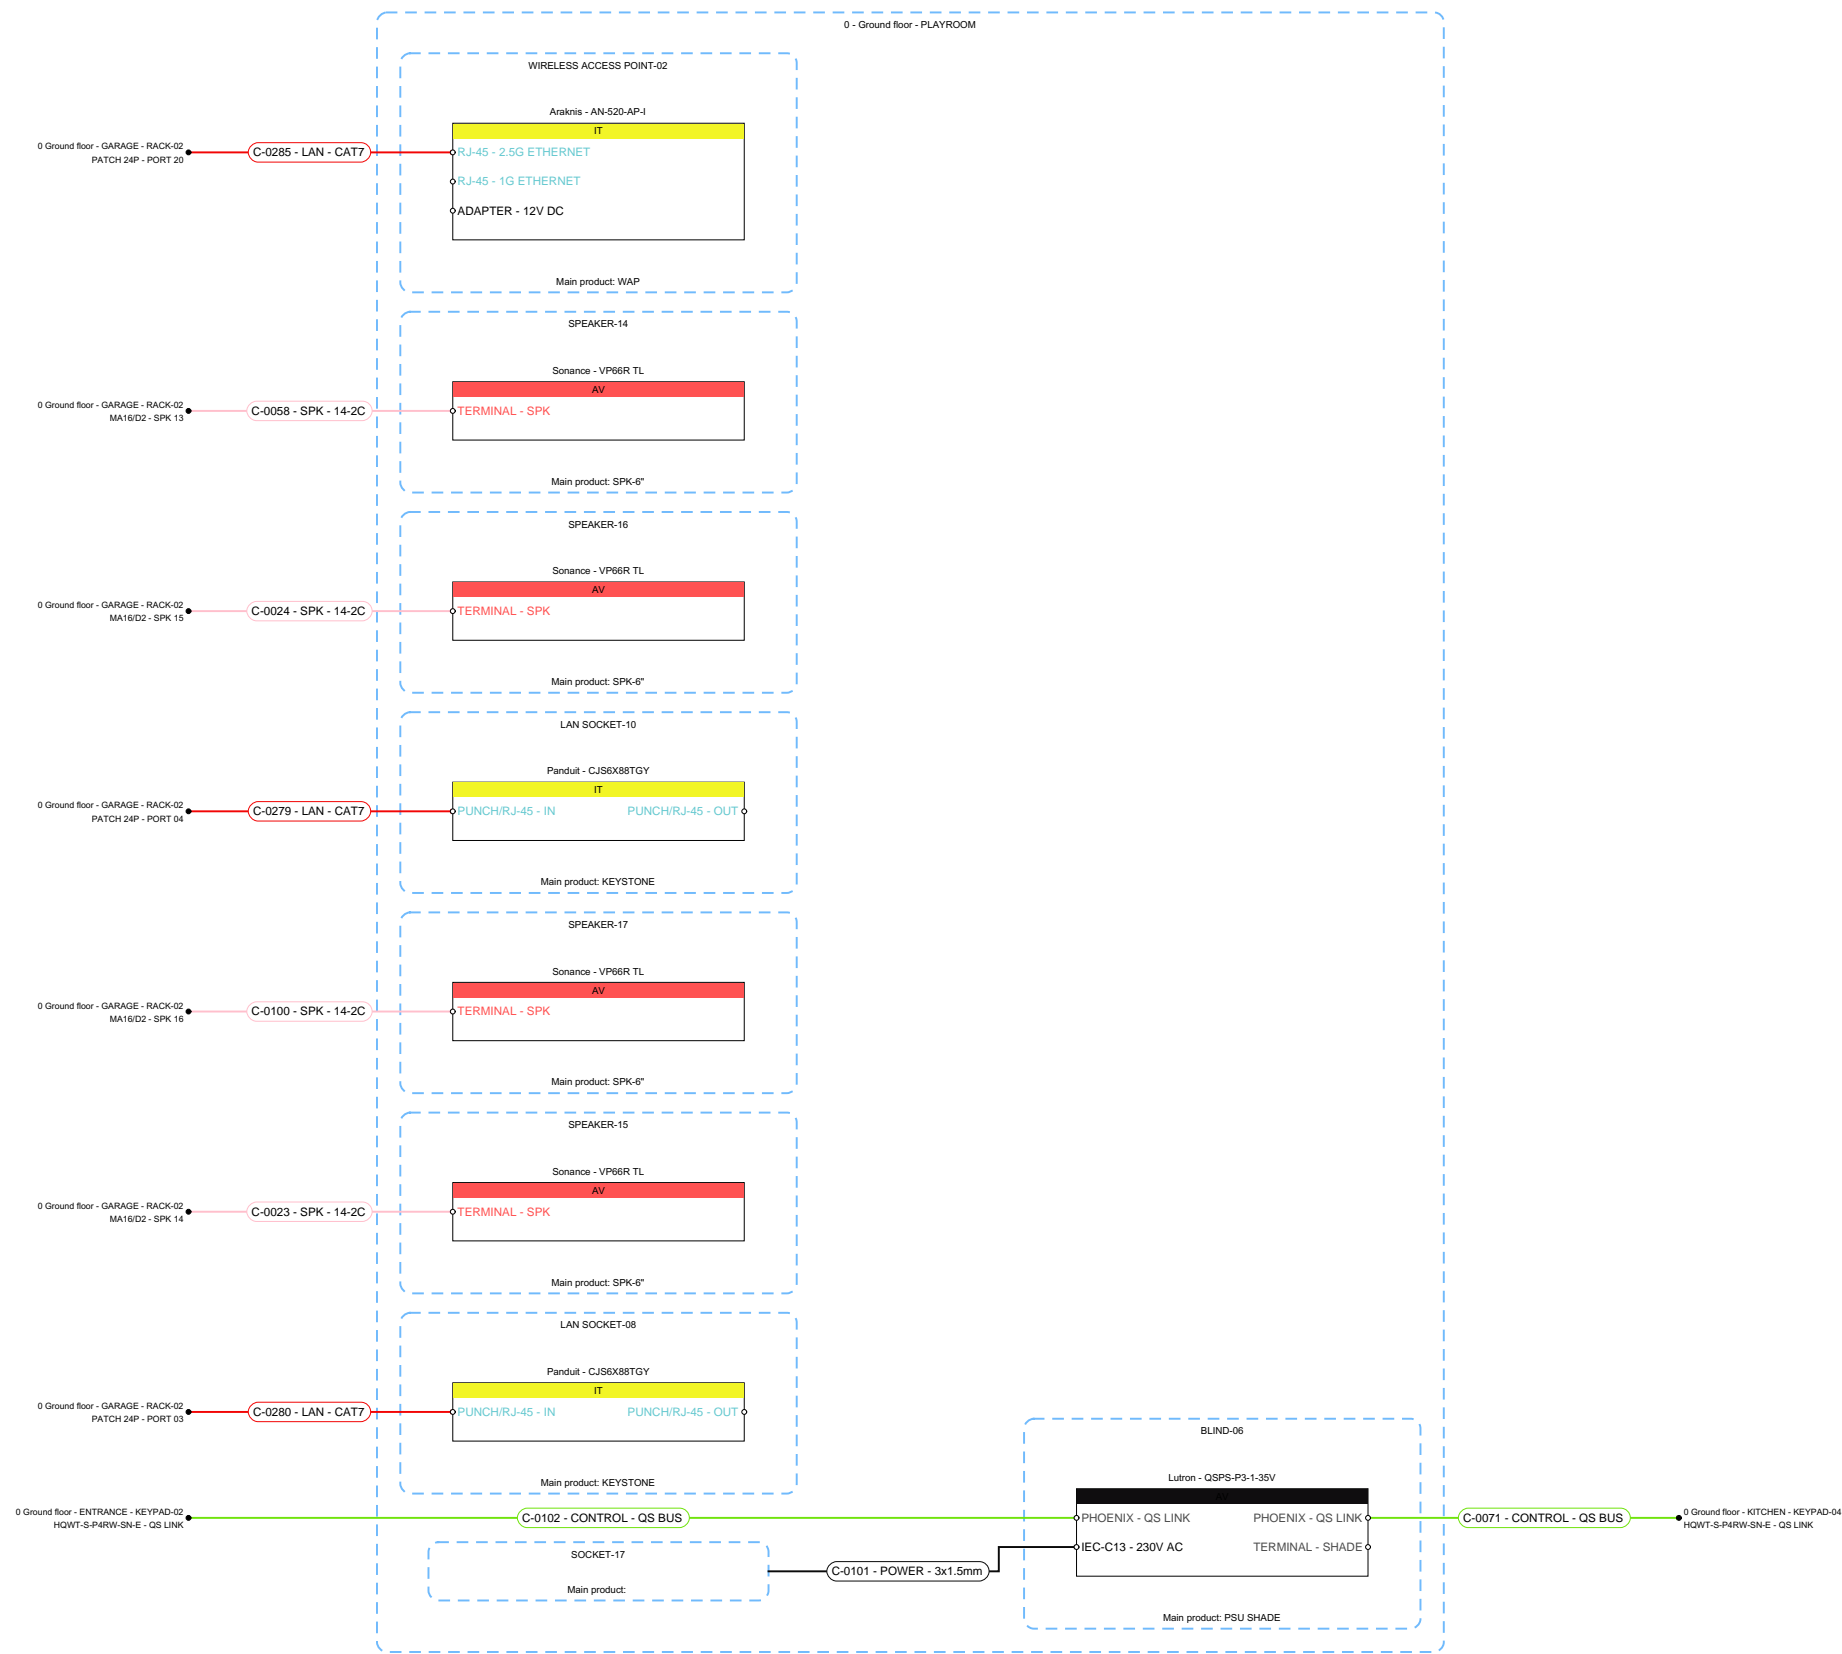 0 - Ground floor - PLAYROOM
WIRELESS ACCESS POINT-02
Araknis - AN-520-AP-I
IT
0 Ground floor - GARAGE - RACK-02
PATCH 24P - PORT 20
C-0285 - LAN - CAT7
RJ-45 - 2.5G ETHERNET
RJ-45 - 1G ETHERNET
ADAPTER - 12V DC
Main product: WAP
SPEAKER-14
Sonance - VP66R TL
AV
0 Ground floor - GARAGE - RACK-02
MA16/D2 - SPK 13
C-0058 - SPK - 14-2C
TERMINAL - SPK
Main product: SPK-6"
SPEAKER-16
Sonance - VP66R TL
AV
0 Ground floor - GARAGE - RACK-02
MA16/D2 - SPK 15
C-0024 - SPK - 14-2C
TERMINAL - SPK
Main product: SPK-6"
LAN SOCKET-10
Panduit - CJS6X88TGY
IT
0 Ground floor - GARAGE - RACK-02
PATCH 24P - PORT 04
C-0279 - LAN - CAT7
PUNCH/RJ-45 - IN
PUNCH/RJ-45 - OUT
Main product: KEYSTONE
SPEAKER-17
Sonance - VP66R TL
AV
0 Ground floor - GARAGE - RACK-02
MA16/D2 - SPK 16
C-0100 - SPK - 14-2C
TERMINAL - SPK
Main product: SPK-6"
SPEAKER-15
Sonance - VP66R TL
AV
0 Ground floor - GARAGE - RACK-02
MA16/D2 - SPK 14
C-0023 - SPK - 14-2C
TERMINAL - SPK
Main product: SPK-6"
LAN SOCKET-08
Panduit - CJS6X88TGY
IT
0 Ground floor - GARAGE - RACK-02
PATCH 24P - PORT 03
C-0280 - LAN - CAT7
PUNCH/RJ-45 - IN
PUNCH/RJ-45 - OUT
Main product: KEYSTONE
BLIND-06
Lutron - QSPS-P3-1-35V
0 Ground floor - ENTRANCE - KEYPAD-02
HQWT-S-P4RW-SN-E - QS LINK
C-0102 - CONTROL - QS BUS
PHOENIX - QS LINK
PHOENIX - QS LINK
C-0071 - CONTROL - QS BUS
0 Ground floor - KITCHEN - KEYPAD-04
HQWT-S-P4RW-SN-E - QS LINK
IEC-C13 - 230V AC
TERMINAL - SHADE
SOCKET-17
C-0101 - POWER - 3x1.5mm
Main product:
Main product: PSU SHADE